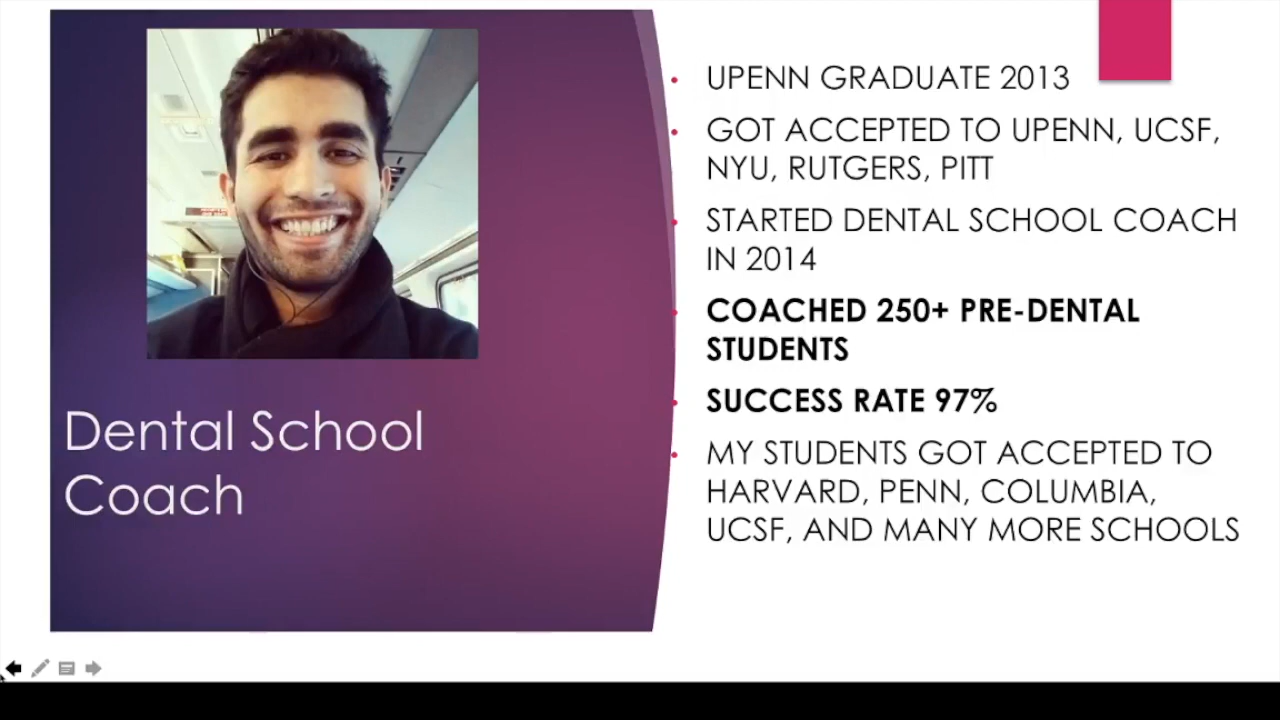 UPENN GRADUATE 2013
GOT ACCEPTED TO UPENN, UCSF,
NYU, RUTGERS, PITT
STARTED DENTAL SCHOOL COACH
IN 2014
COACHED 250+ PRE-DENTAL
STUDENTS
SUCCESS RATE 97%
MY STUDENTS GOT ACCEPTED TO
HARVARD, PENN, COLUMBIA,
UCSF, AND MANY MORE SCHOOLS
Dental School
Coach